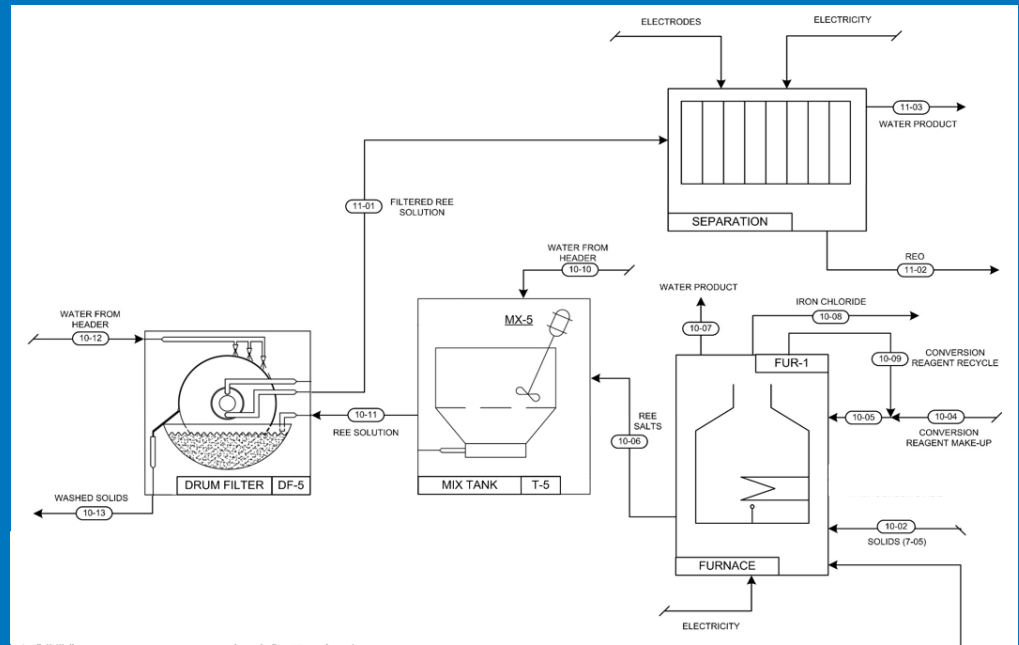 ELECTRODES
ELECTRICITY
11-03
WATER PRODUCT
SEPARATION
11-01
FILTERED REE
SOLUTION
REO
11-02
WATER FROM
HEADER
10-10
WATER PRODUCT
10-07
IRON CHLORIDE
10-08
WATER FROM
HEADER
10-12
MX-5
FUR-1
10-09
CONVERSION
REAGENT RECYCLE
10-11
REE SOLUTION
REE
SALTS
10-06
10-05
10-04
CONVERSION
REAGENT MAKE-UP
DRUM FILTER
DF-5
MIX TANK
T-5
WASHED SOLIDS
10-13
10-02
SOLIDS (7-05)
FURNACE
ELECTRICITY